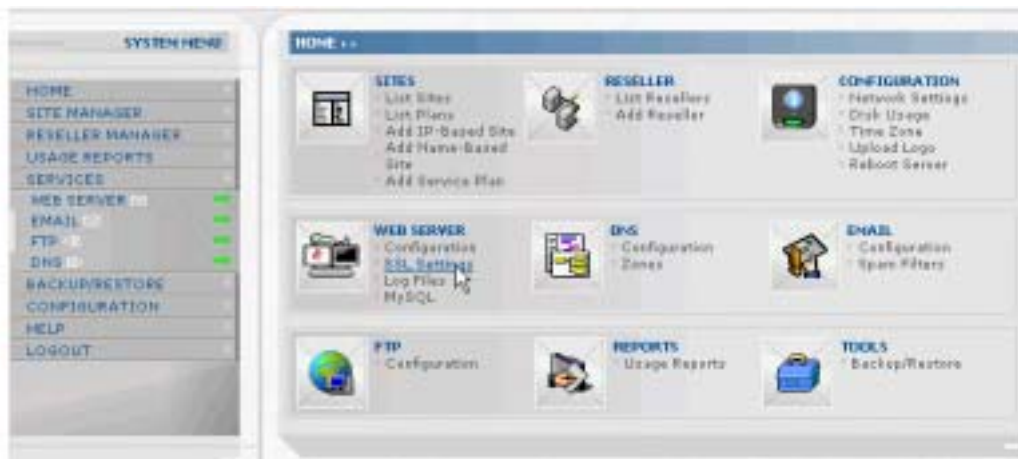 SYSTEM MENU
HOME
SITE MANAGER
RESELLER MANAGER
USAGE REPORTS
SERVICES
WEB SERVER
EMAIL
FTP
DNS
BACKUP/RESTORE
CONFIGURATION
HELP
LOGOUT
HOME
SITES
List Sites
List Plans
Add IP-Based Site
Add Name-Based
Site
Add Service Plan
RESELLER
List Resellers
Add Reseller
CONFIGURATION
Network Settings
Disk Usage
Time Zone
Upload Logo
Reboot Server
WEB SERVER
Configuration
SSL Settings
Log Files
MySQL
DNS
Configuration
Zones
EMAIL
Configuration
Spam Filters
FTP
Configuration
REPORTS
Usage Reports
TOOLS
Backup/Restore